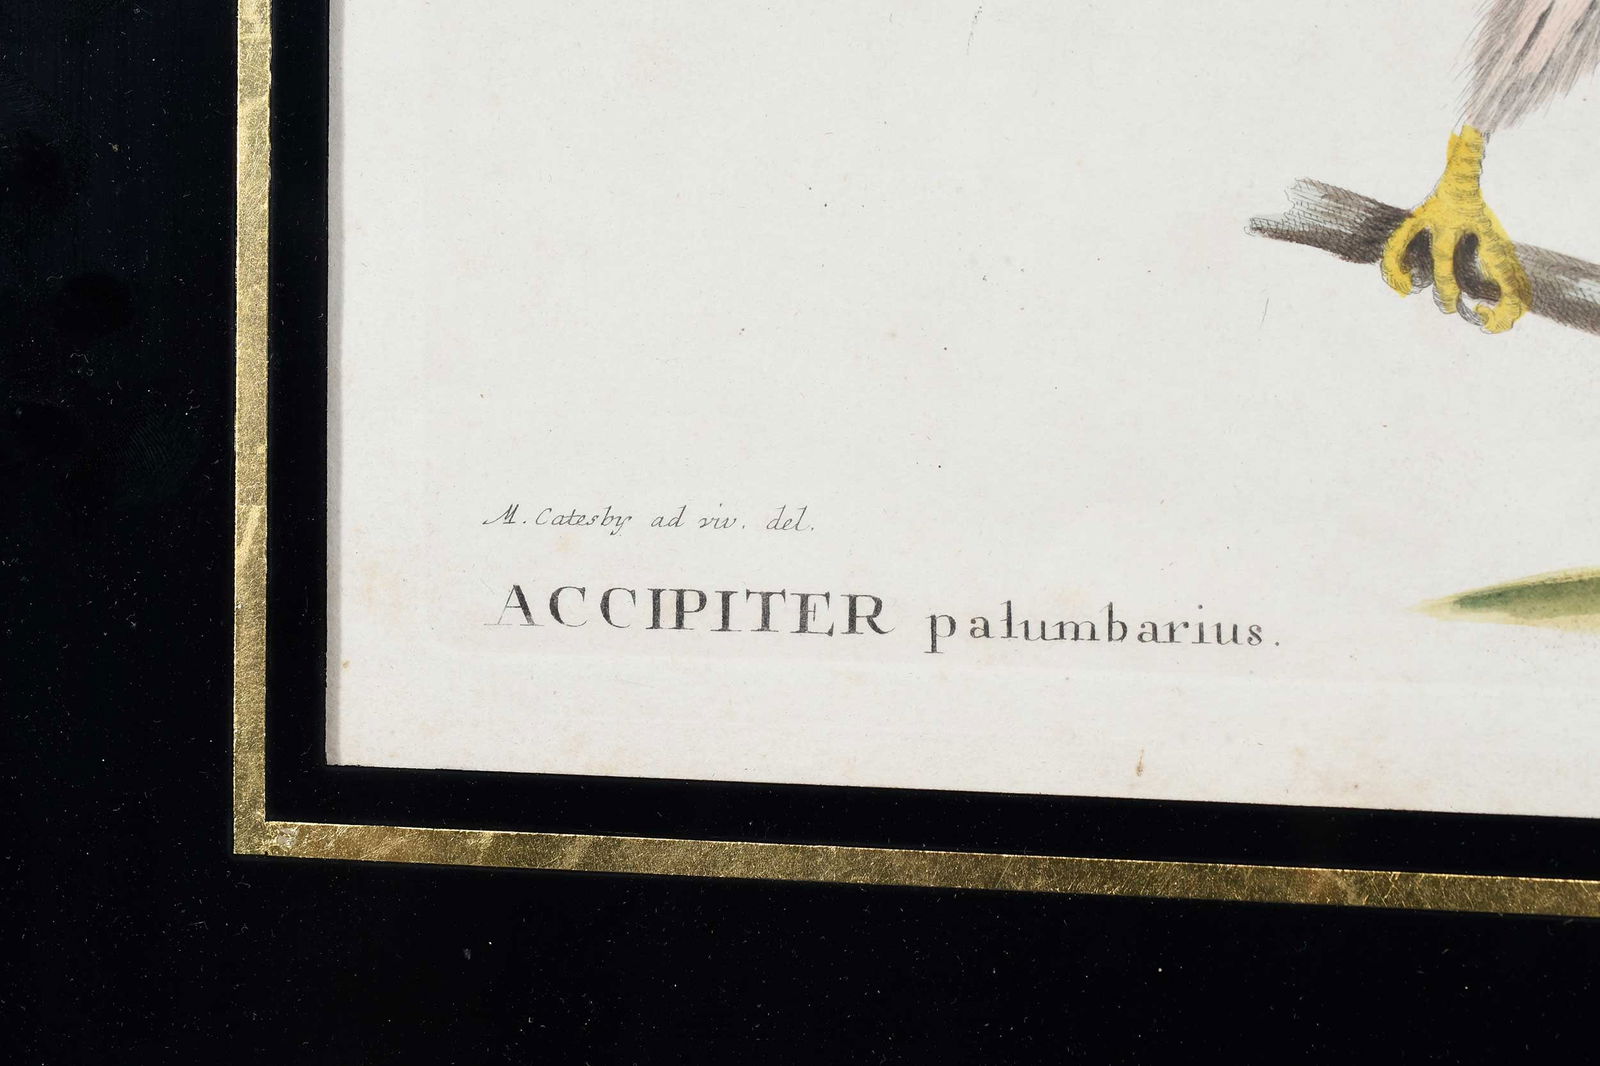 M. Catesby ad viv. del.
ACCIPITER palumbarius.